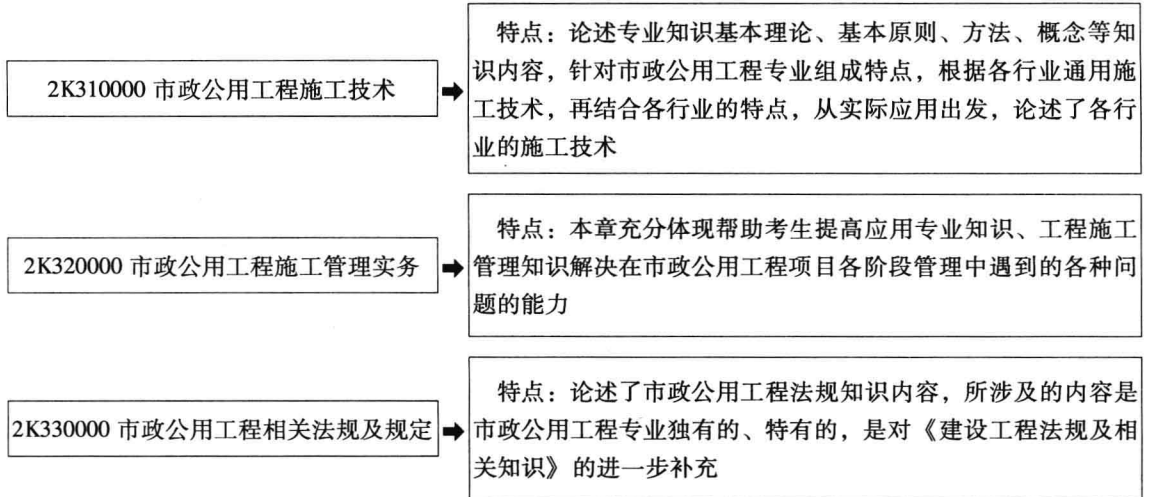 特点：论述专业知识基本理论、基本原则、方法、概念等知
识内容，针对市政公用工程专业组成特点，根据各行业通用施
2K310000 市政公用工程施工技术
工技术，再结合各行业的特点，从实际应用出发，论述了各行
业的施工技术
特点：本章充分体现帮助考生提高应用专业知识、工程施工
2K320000 市政公用工程施工管理实务
管理知识解决在市政公用工程项目各阶段管理中遇到的各种问
题的能力
特点：论述了市政公用工程法规知识内容，所涉及的内容是
2K330000 市政公用工程相关法规及规定
市政公用工程专业独有的、特有的，是对《建设工程法规及相
关知识》的进一步补充